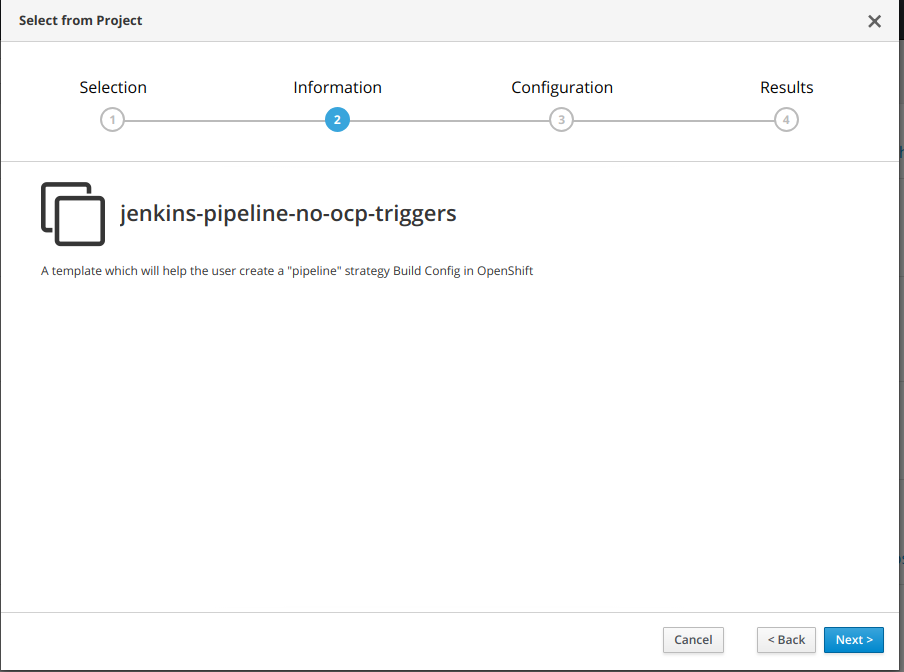 Select from Project
Selection Information Configuration Results
1 2 3 4
jenkins-pipeline-no-ocp-triggers
A template which will help the user create a "pipeline" strategy Build Config in OpenShift
Cancel < Back Next >